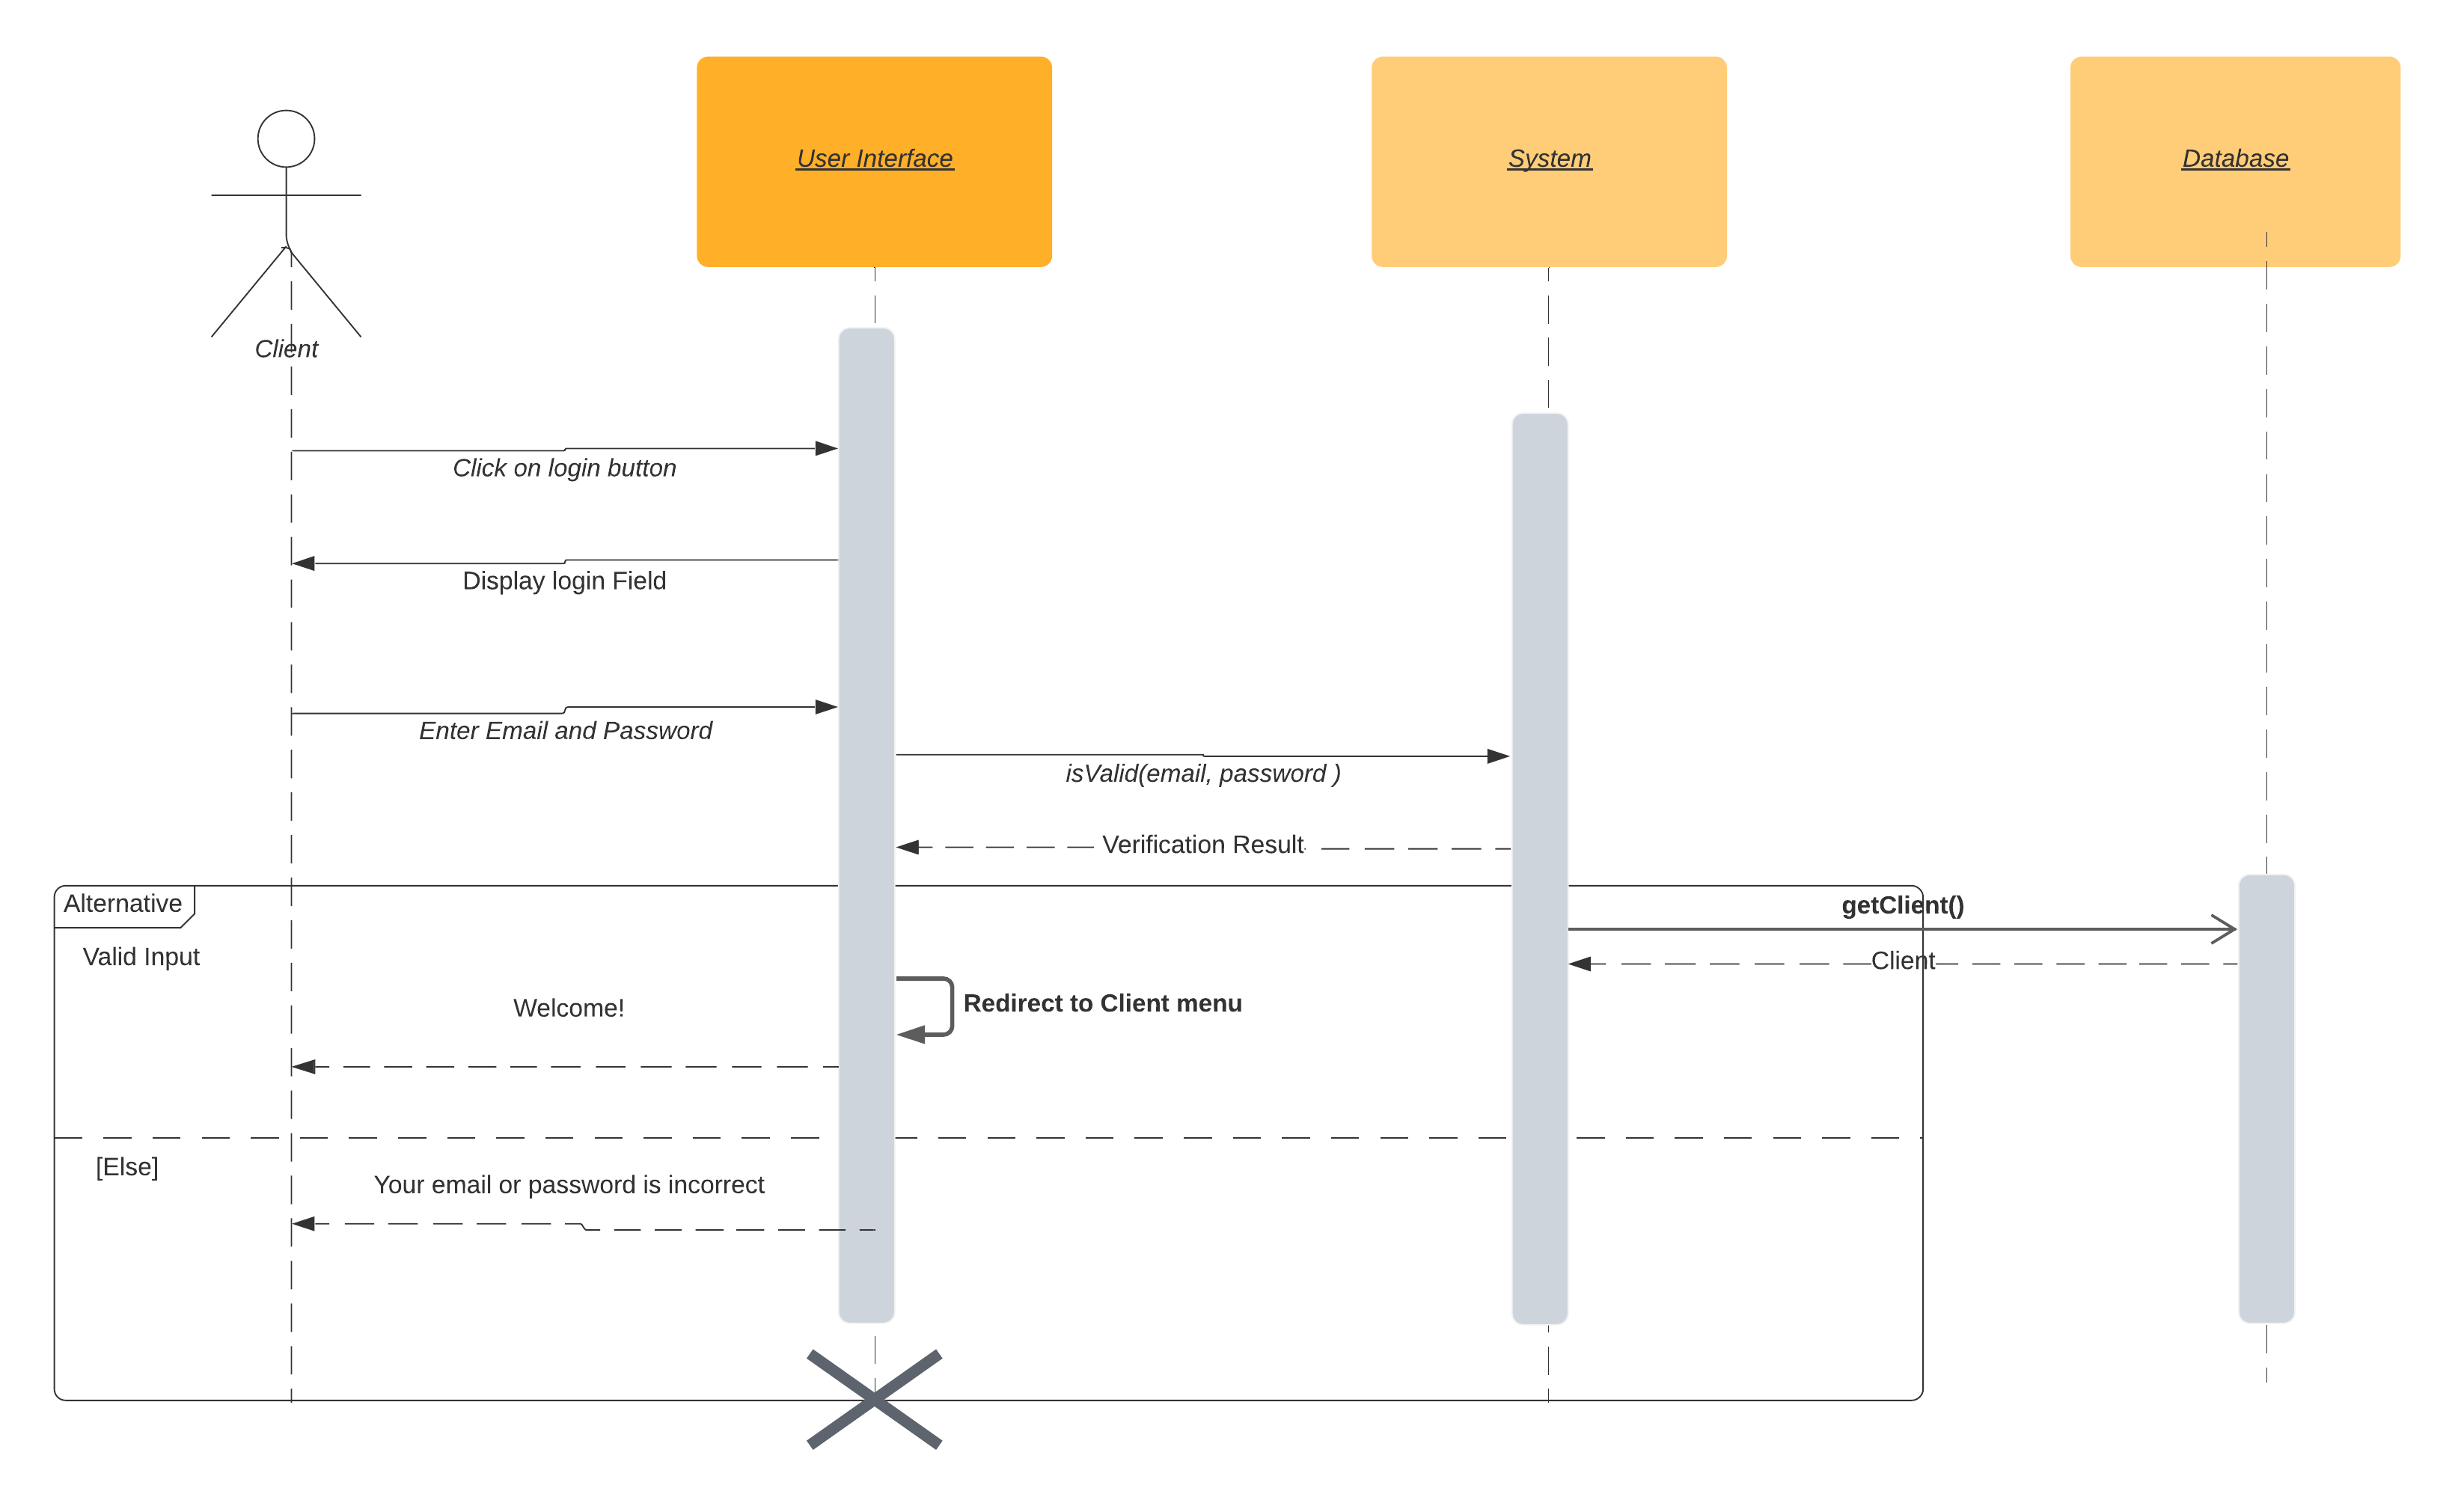 User Interface
System
Database
Client
Click on login button
Display login Field
Enter Email and Password
isValid(email, password )
Verification Result
Alternative
getClient()
Valid Input
Client
Redirect to Client menu
Welcome!
[Else]
Your email or password is incorrect